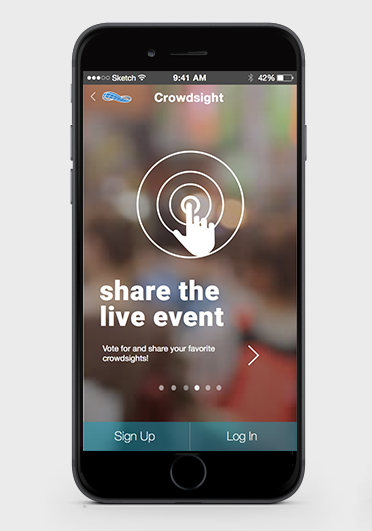 Sketch 9:41 AM 42%
Crowdsight
share the
live event
Vote for and share your favorite
crowdsights!
Sign Up Log In